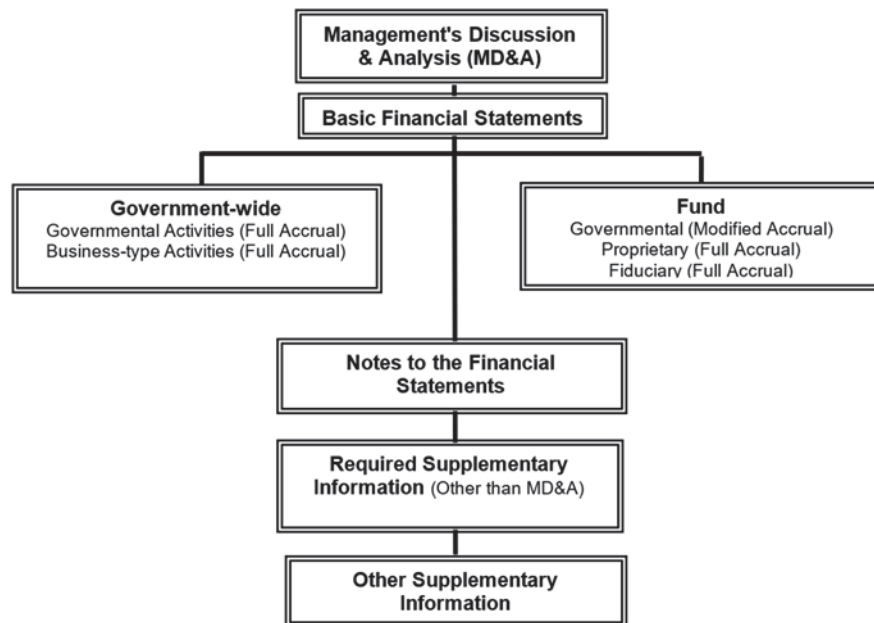 Management's Discussion
& Analysis (MD&A)
Basic Financial Statements
Government-wide
Governmental Activities (Full Accrual)
Business-type Activities (Full Accrual)
Fund
Governmental (Modified Accrual)
Proprietary (Full Accrual)
Fiduciary (Full Accrual)
Notes to the Financial
Statements
Required Supplementary
Information (Other than MD&A)
Other Supplementary
Information